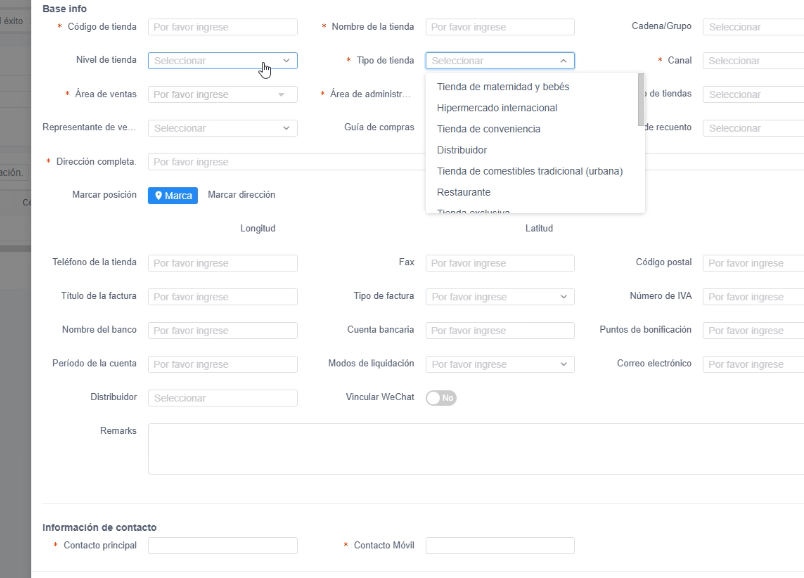 Base info
l éxito
* Código de tienda Por favor ingrese * Nombre de la tienda Por favor ingrese Cadena/Grupo Seleccionar
Nivel de tienda Seleccionar * Tipo de tienda Seleccionar * Canal Seleccionar
Tienda de maternidad y bebés
* Área de ventas Por favor ingrese * Área de administr... o de tiendas Seleccionar
Hipermercado internacional
Representante de ve... Seleccionar Guía de compras Tienda de conveniencia de recuento Seleccionar
Distribuidor
* Dirección completa. Por favor ingrese
ación.
Tienda de comestibles tradicional (urbana)
Marcar posición Marca Marcar dirección Restaurante
Tienda exclusiva
Longitud Latitud
Teléfono de la tienda Por favor ingrese Fax Por favor ingrese Código postal Por favor ingrese
Título de la factura Por favor ingrese Tipo de factura Por favor ingrese Número de IVA Por favor ingrese
Nombre del banco Por favor ingrese Cuenta bancaria Por favor ingrese Puntos de bonificación Por favor ingrese
Período de la cuenta Por favor ingrese Modos de liquidación Por favor ingrese Correo electrónico Por favor ingrese
Distribuidor Seleccionar Vincular WeChat No
Remarks
Información de contacto
* Contacto principal * Contacto Móvil